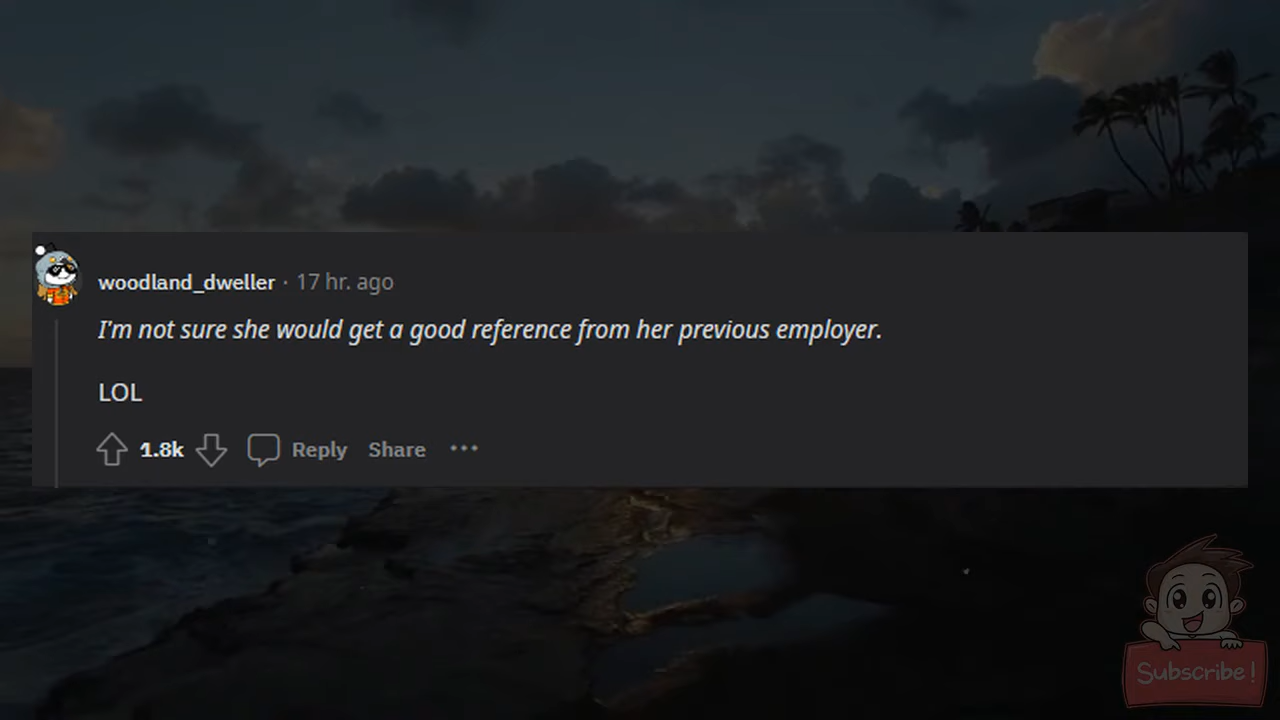 woodland_dweller · 17 hr. ago
I'm not sure she would get a good reference from her previous employer.
LOL
1.8k Reply Share ...
Subscribe!